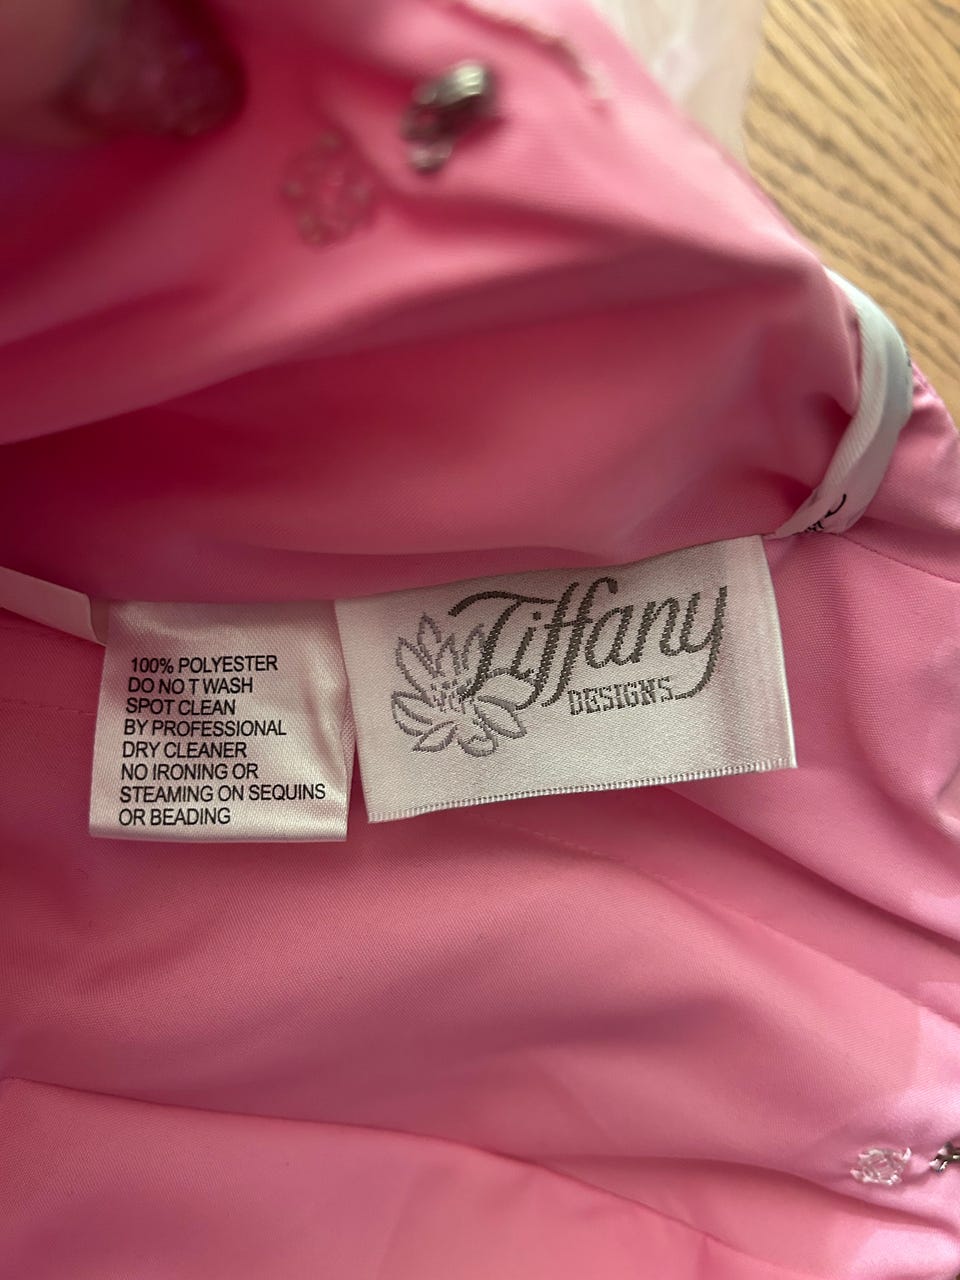 100% POLYESTER
DO NOT WASH
SPOT CLEAN
BY PROFESSIONAL
DRY CLEANER
NO IRONING OR
STEAMING ON SEQUINS
OR BEADING
Tiffany
DESIGNS